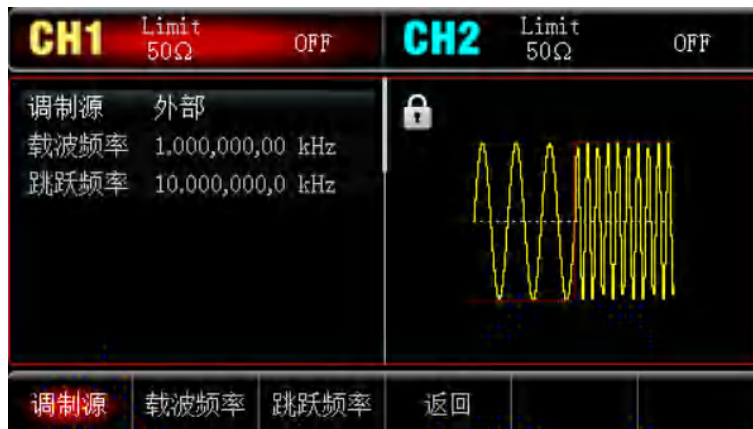 CH1 Limit 50Ω OFF CH2 Limit 50Ω OFF
调制源 外部
载波频率 1.000,000,00 kHz
跳跃频率 10.000,000,0 kHz
调制源 载波频率 跳跃频率 返回